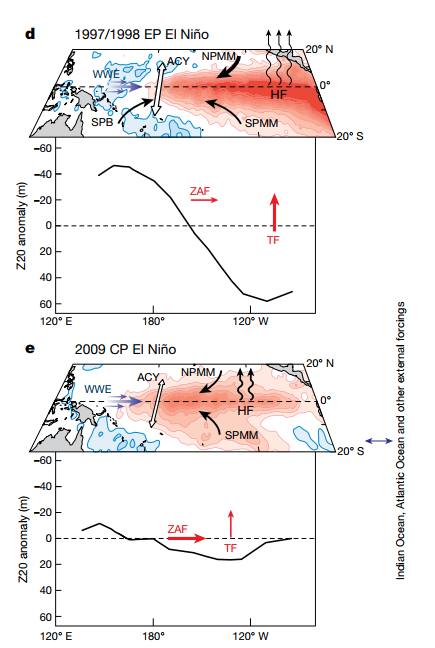 d 1997/1998 EP El Niño
20° N
ACY
NPMM
WWE
0°
HF
SPB
SPMM
20° S
–60
–40
ZAF
–20
0
TF
20
40
60
Z20 anomaly (m)
120° E
180°
120° W
e 2009 CP El Niño
20° N
ACY
NPMM
WWE
0°
HF
SPMM
20° S
–60
–40
–20
ZAF
0
TF
20
40
60
Z20 anomaly (m)
120° E
180°
120° W
Indian Ocean, Atlantic Ocean and other external forcings